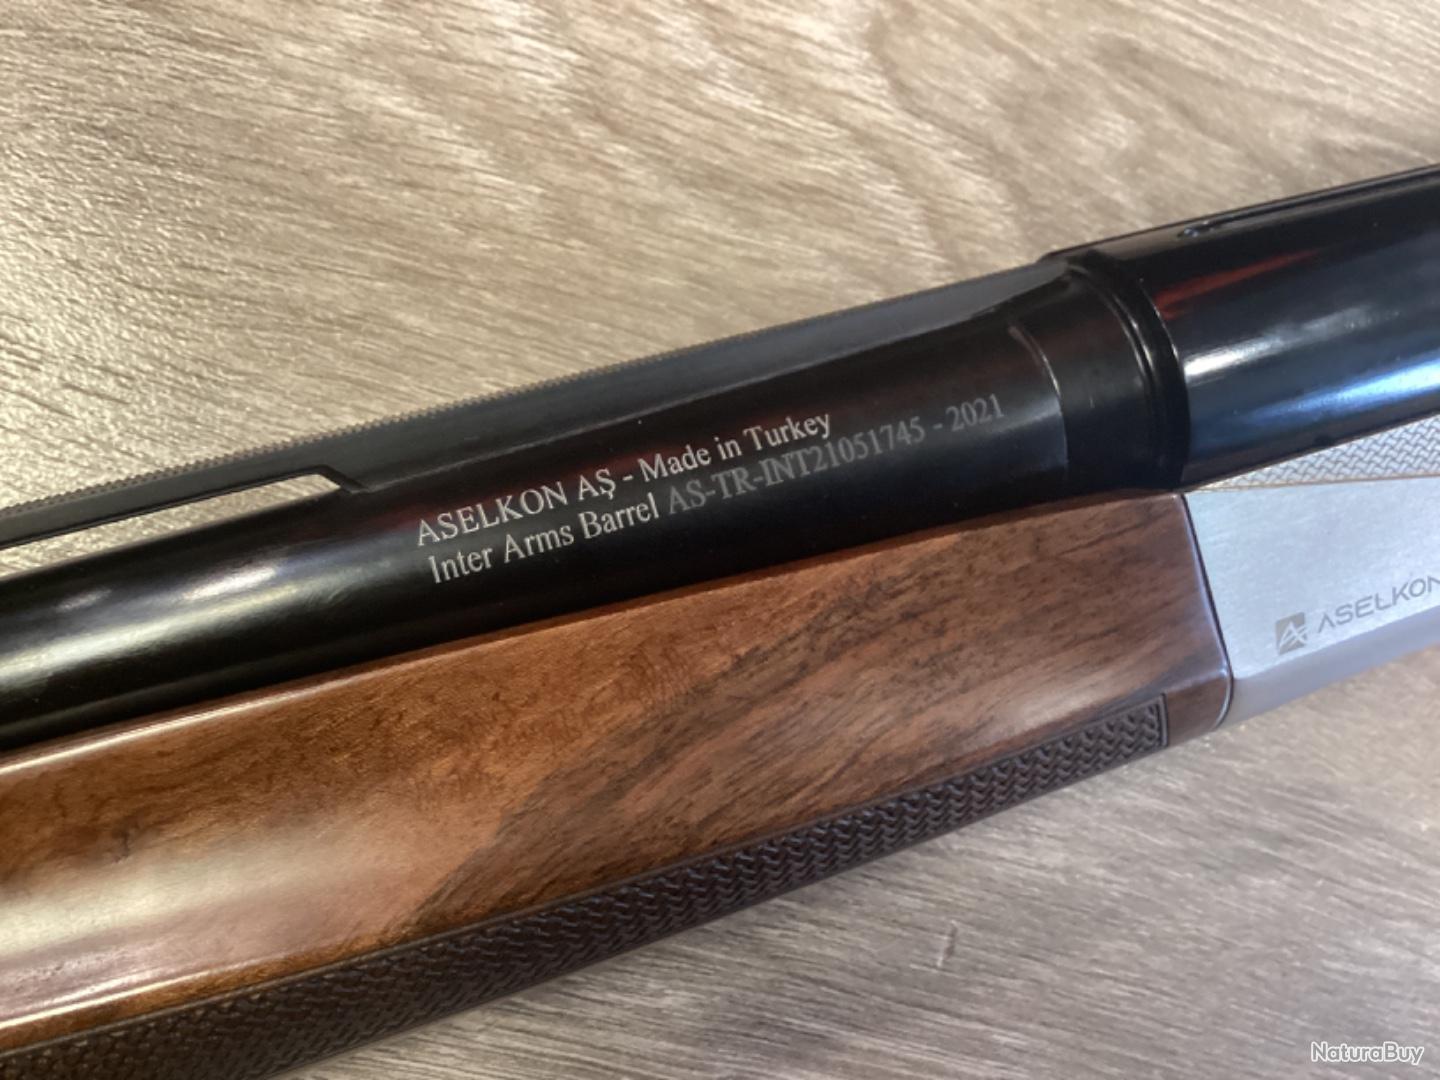 ASELKON AŞ - Made in Turkey
Inter Arms Barrel AS-TR-INT21051745 - 2021
ASELKON
NaturaBuy